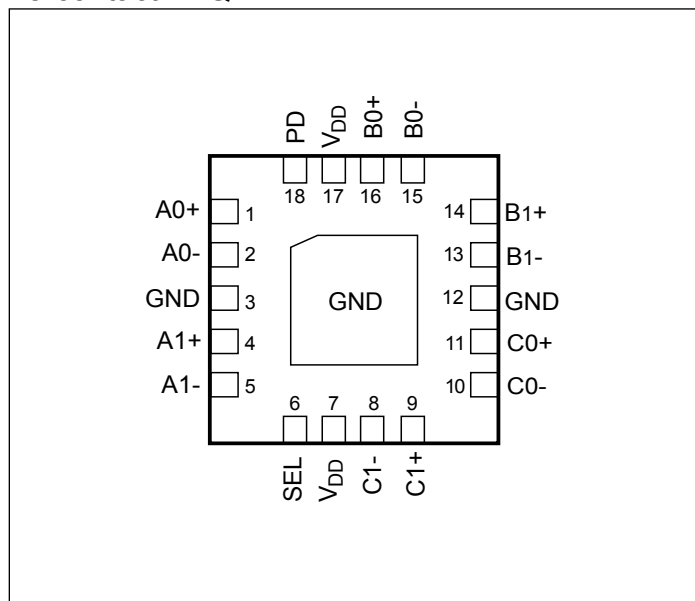 PD VDD B0+ B0-
18 17 16 15
A0+ 1 14 B1+
A0- 2 13 B1-
GND 3 GND 12 GND
A1+ 4 11 C0+
A1- 5 10 C0-
6 7 8 9
SEL VDD C1- C1+